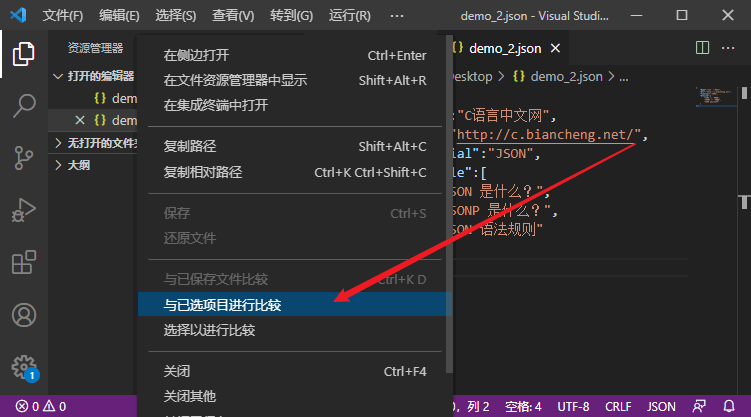 文件(F) 编辑(E) 选择(S) 查看(V) 转到(G) 运行(R) ··· demo_2.json - Visual Studi...
资源管理器
在侧边打开 Ctrl+Enter
demo_2.json
打开的编辑器
在文件资源管理器中显示 Shift+Alt+R
esktop > {} demo_2.json > ...
{} dem
在集成终端中打开
{} dem
:"C语言中文网",
"http://c.biancheng.net/",
无打开的文件夹
复制路径 Shift+Alt+C
ial":"JSON",
大纲
复制相对路径 Ctrl+K Ctrl+Shift+C
le":[
SON 是什么？",
SONP 是什么？",
保存 Ctrl+S
SON 语法规则"
还原文件
与已保存文件比较 Ctrl+K D
与已选项目进行比较
选择以进行比较
关闭 Ctrl+F4
1
关闭其他
0 0
, 列 2 空格: 4 UTF-8 CRLF JSON